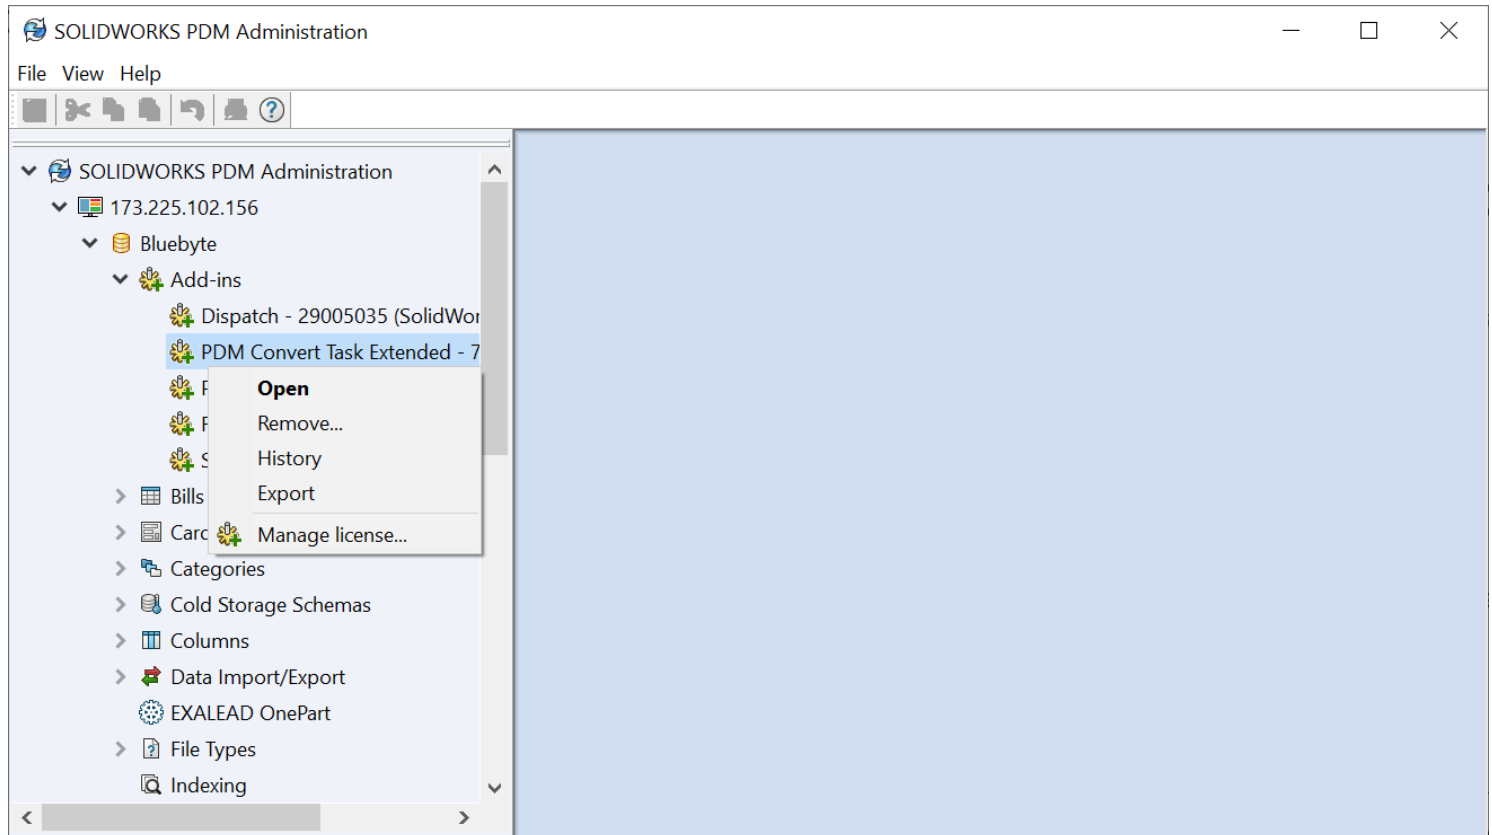 SOLIDWORKS PDM Administration
File View Help
SOLIDWORKS PDM Administration
173.225.102.156
Bluebyte
Add-ins
Dispatch - 29005035 (SolidWor
PDM Convert Task Extended - 7
Open
Remove...
History
Export
Bills
Manage license...
Categories
Cold Storage Schemas
Columns
Data Import/Export
EXALEAD OnePart
File Types
Indexing